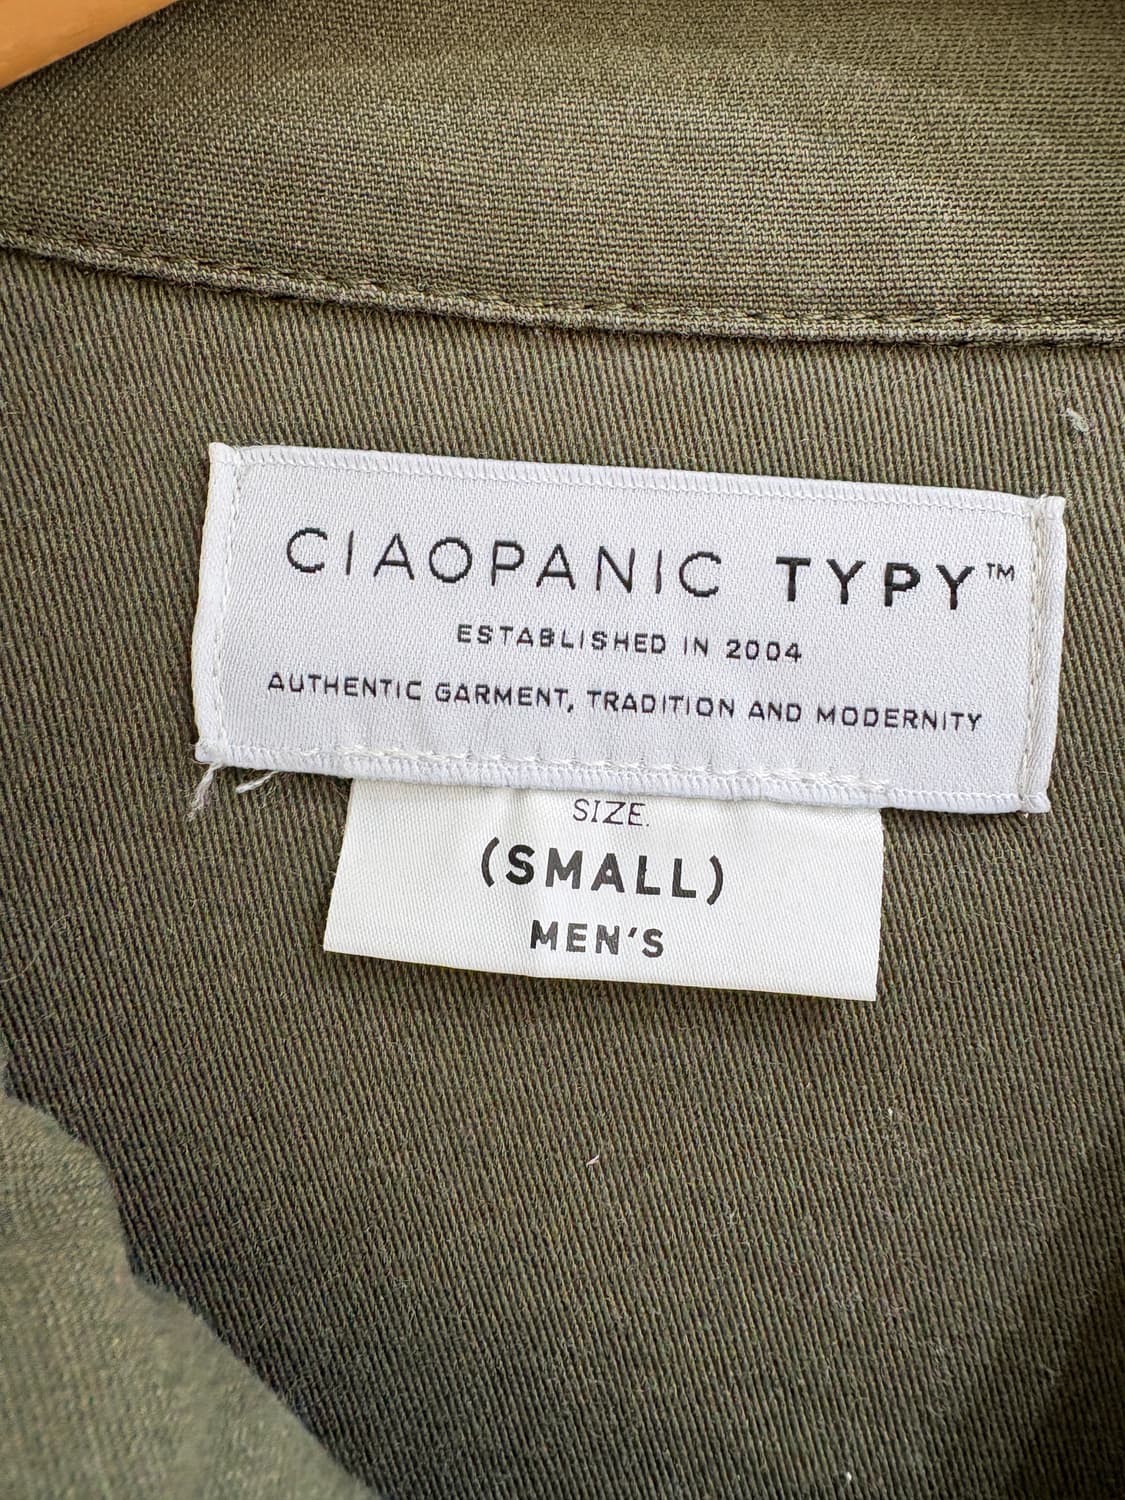 CIAOPANIC TYPY™
ESTABLISHED IN 2004
AUTHENTIC GARMENT, TRADITION AND MODERNITY
SIZE.
(SMALL)
MEN'S